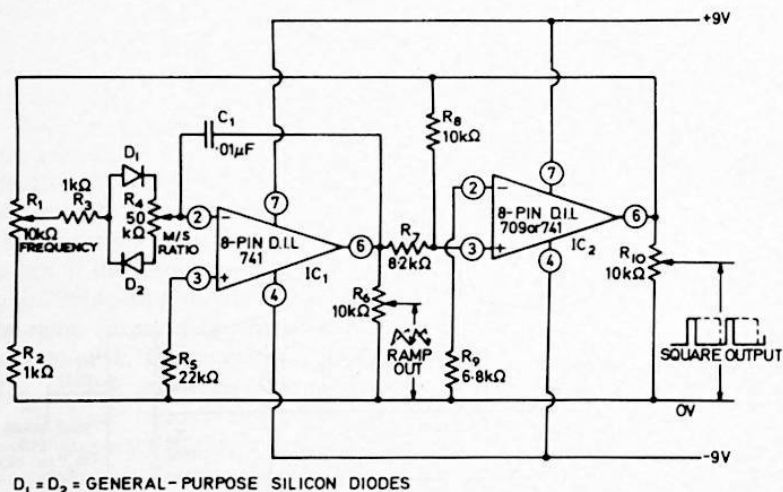 +9V
C₁
.01µF
R₈
10kΩ
D₁
1kΩ
R₃
R₁
10kΩ
FREQUENCY
R₄
50
kΩ
M/S
RATIO
D₂
2
−
7
8-PIN D.I.L
741
6
IC₁
3
+
4
R₇
8·2kΩ
2
−
7
8-PIN D.I.L
709 or 741
6
IC₂
3
+
4
R₁₀
10kΩ
R₆
10kΩ
RAMP
OUT
SQUARE OUTPUT
R₂
1kΩ
R₅
22kΩ
R₉
6·8kΩ
0V
-9V
D₁ = D₂ = GENERAL-PURPOSE SILICON DIODES